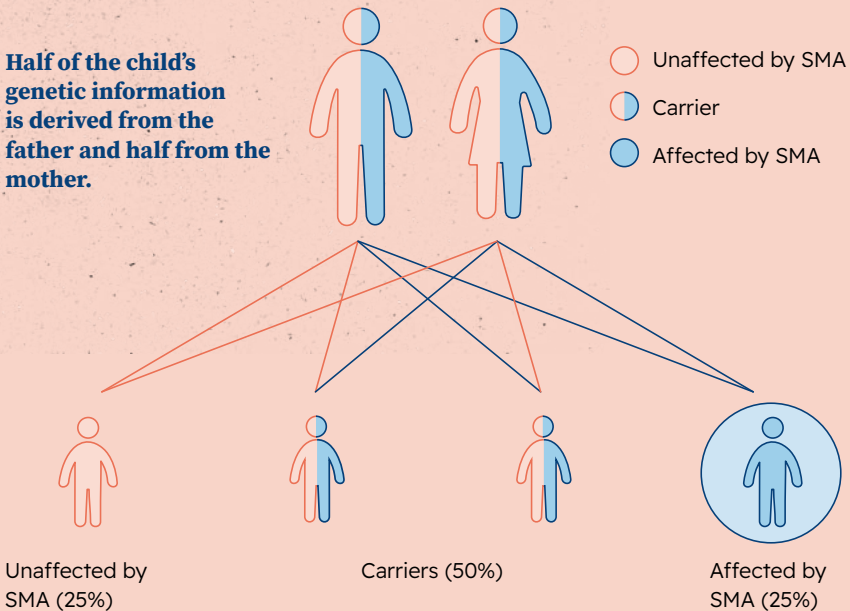 Half of the child’s
genetic information
is derived from the
father and half from the
mother.
Unaffected by SMA
Carrier
Affected by SMA
Unaffected by
SMA (25%)
Carriers (50%)
Affected by
SMA (25%)